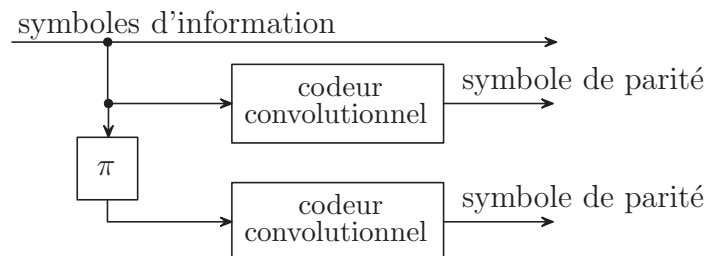 symboles d'information
symbole de parité
codeur
convolutionnel
π
symbole de parité
codeur
convolutionnel